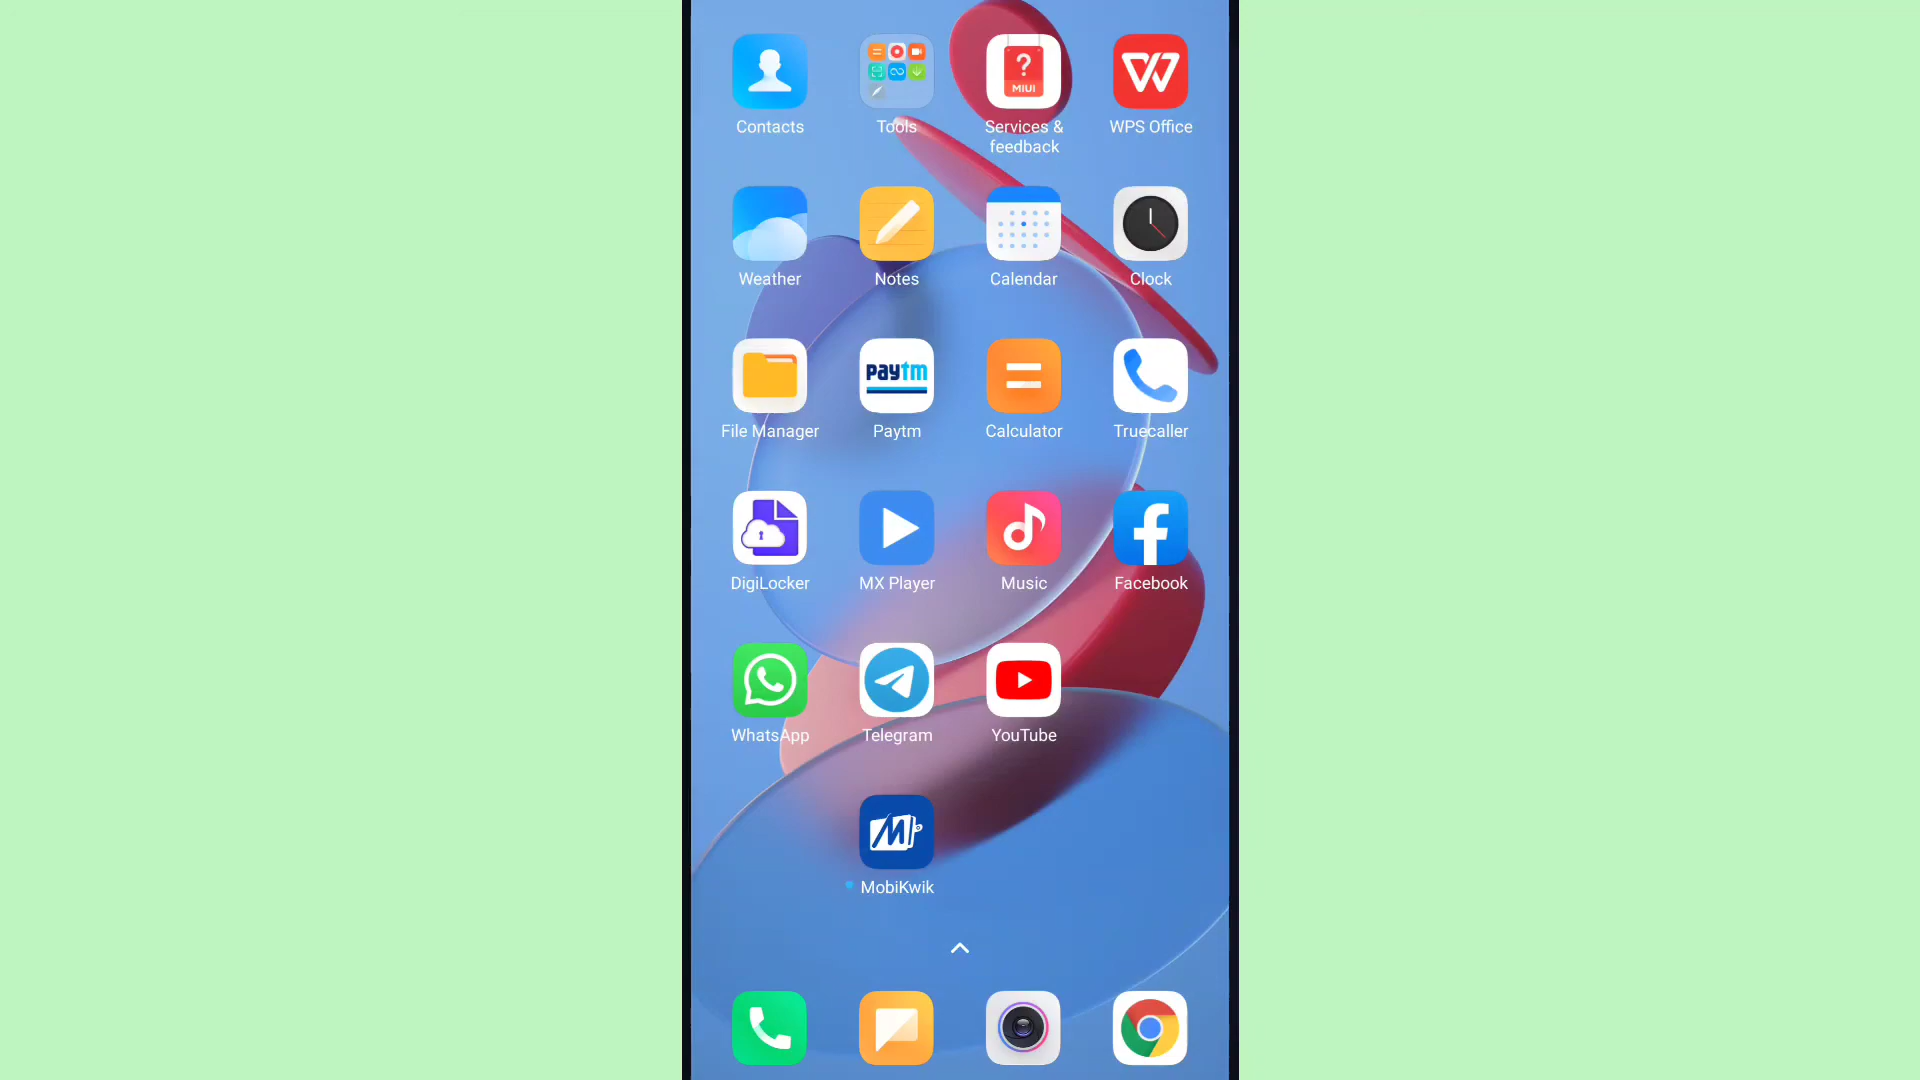 ?
MIUI
Contacts
Tools
Services &
feedback
WPS Office
Weather
Notes
Calendar
Clock
paytm
File Manager
Paytm
Calculator
Truecaller
DigiLocker
MX Player
Music
Facebook
WhatsApp
Telegram
YouTube
MobiKwik